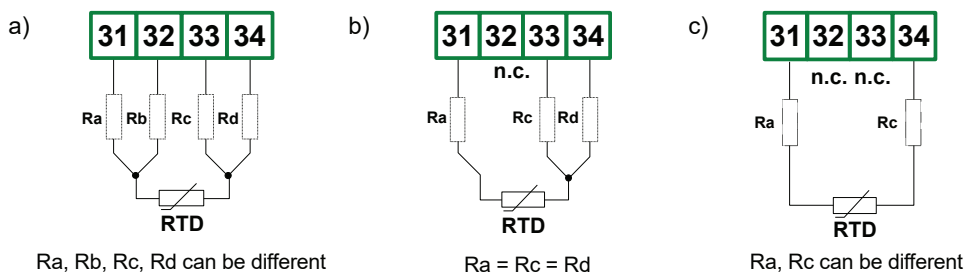 a)
31 32 33 34
Ra Rb Rc Rd
RTD
Ra, Rb, Rc, Rd can be different
b)
31 32 33 34
n.c.
Ra Rc Rd
RTD
Ra = Rc = Rd
c)
31 32 33 34
n.c. n.c.
Ra Rc
RTD
Ra, Rc can be different